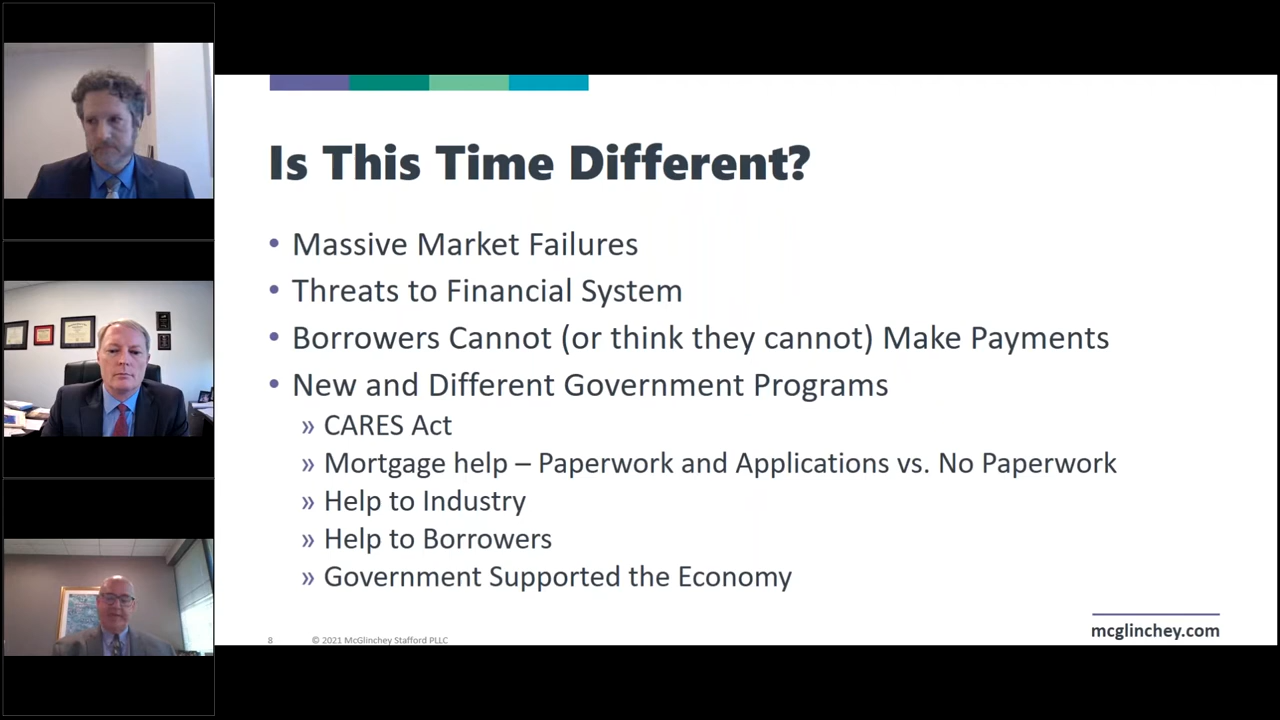 Is This Time Different?
• Massive Market Failures
• Threats to Financial System
• Borrowers Cannot (or think they cannot) Make Payments
• New and Different Government Programs
» CARES Act
» Mortgage help – Paperwork and Applications vs. No Paperwork
» Help to Industry
» Help to Borrowers
» Government Supported the Economy
8 © 2021 McGlinchey Stafford PLLC
mcglinchey.com